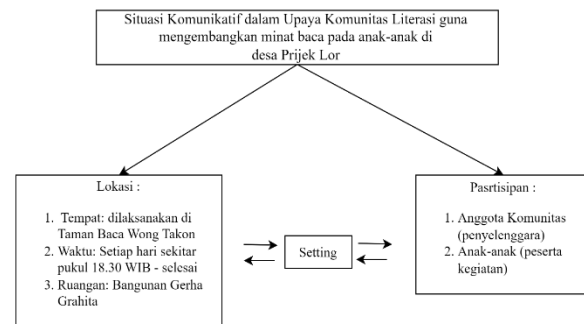 Situasi Komunikatif dalam Upaya Komunitas Literasi guna
mengembangkan minat baca pada anak-anak di
desa Prijek Lor
Lokasi :
1. Tempat: dilaksanakan di
Taman Baca Wong Takon
2. Waktu: Setiap hari sekitar
pukul 18.30 WIB - selesai
3. Ruangan: Bangunan Gerha
Grahita
Setting
Pasrtisipan :
1. Anggota Komunitas
(penyelenggara)
2. Anak-anak (peserta
kegiatan)